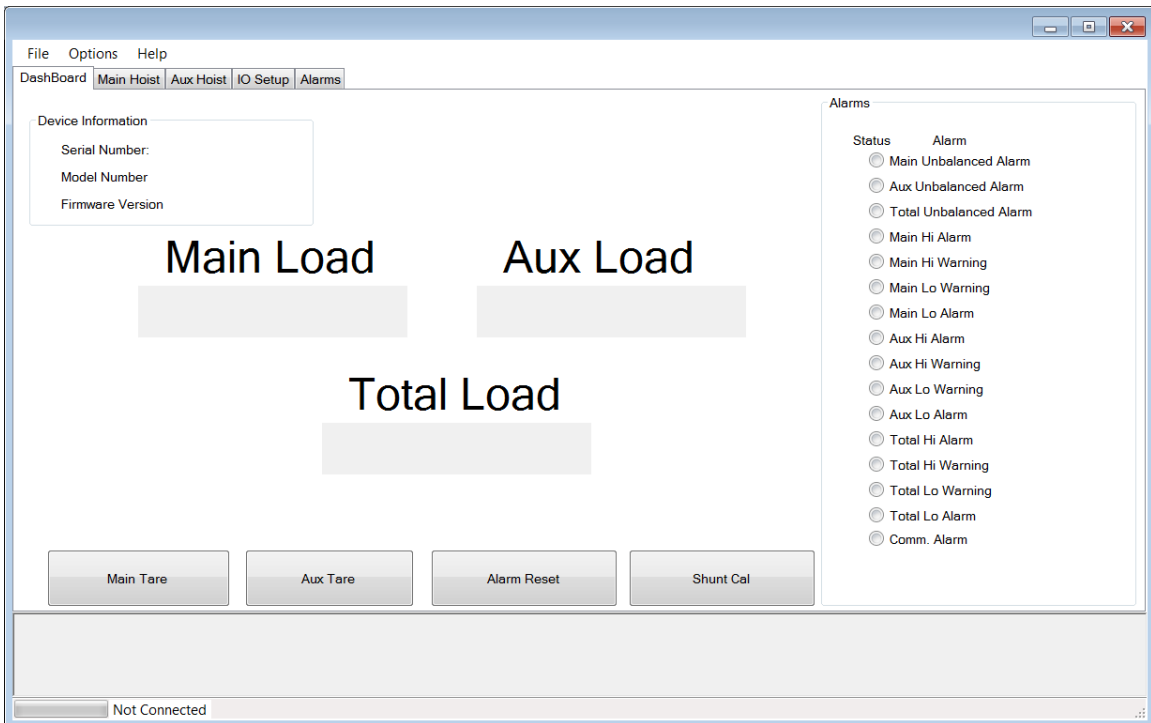 File Options Help
DashBoard Main Hoist Aux Hoist IO Setup Alarms
Device Information
Serial Number:
Model Number
Firmware Version
Main Load
Aux Load
Total Load
Main Tare
Aux Tare
Alarm Reset
Shunt Cal
Alarms
Status Alarm
Main Unbalanced Alarm
Aux Unbalanced Alarm
Total Unbalanced Alarm
Main Hi Alarm
Main Hi Warning
Main Lo Warning
Main Lo Alarm
Aux Hi Alarm
Aux Hi Warning
Aux Lo Warning
Aux Lo Alarm
Total Hi Alarm
Total Hi Warning
Total Lo Warning
Total Lo Alarm
Comm. Alarm
Not Connected